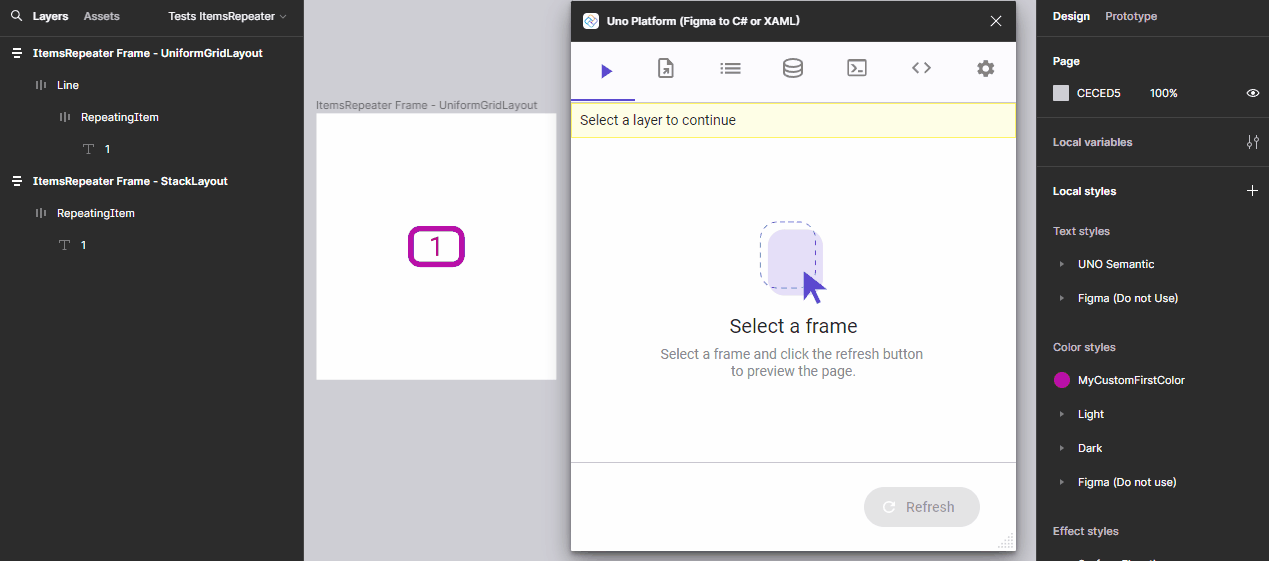 Layers
Assets
Tests ItemsRepeater
ItemsRepeater Frame - UniformGridLayout
Line
RepeatingItem
1
ItemsRepeater Frame - StackLayout
RepeatingItem
1
ItemsRepeater Frame - UniformGridLayout
1
Uno Platform (Figma to C# or XAML)
Select a layer to continue
Select a frame
Select a frame and click the refresh button
to preview the page.
Refresh
Design
Prototype
Page
CECED5
100%
Local variables
Local styles
Text styles
UNO Semantic
Figma (Do not Use)
Color styles
MyCustomFirstColor
Light
Dark
Figma (Do not use)
Effect styles